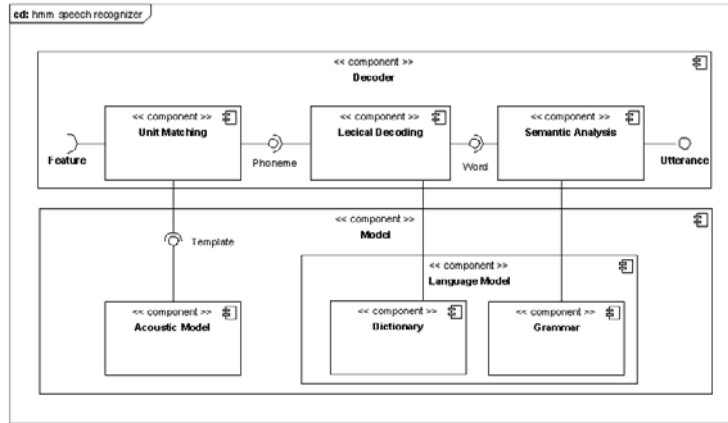 cd: hmm speech recognizer
<< component >>
Decoder
<< component >>
Unit Matching
<< component >>
Lecical Decoding
<< component >>
Semantic Analysis
Feature
Phoneme
Word
Utterance
<< component >>
Model
Template
<< component >>
Language Model
<< component >>
Acoustic Model
<< component >>
Dictionary
<< component >>
Grammar